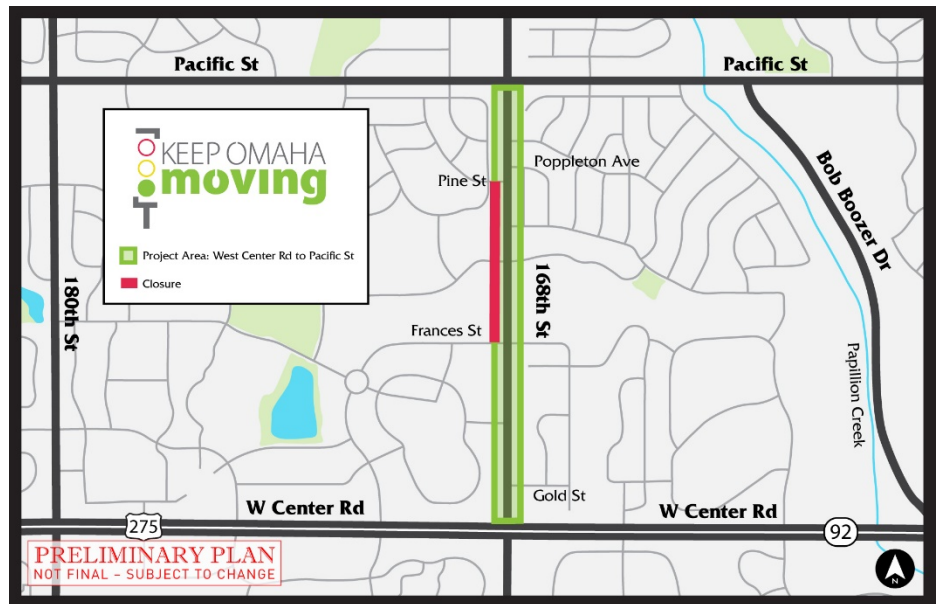 Pacific St
Pacific St
KEEP OMAHA
moving
Project Area: West Center Rd to Pacific St
Closure
Poppleton Ave
Pine St
Bob Boozer Dr
180th St
168th St
Frances St
Papillion Creek
Gold St
W Center Rd
W Center Rd
275
92
PRELIMINARY PLAN
NOT FINAL – SUBJECT TO CHANGE
N